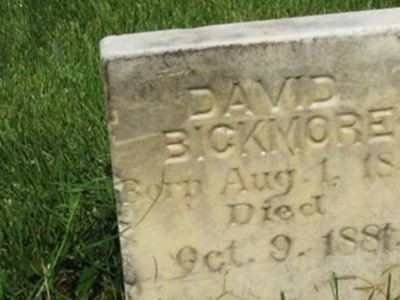 DAVID
BICKMORE
Born Aug. 1. 18
Died
Oct. 9. 1881.